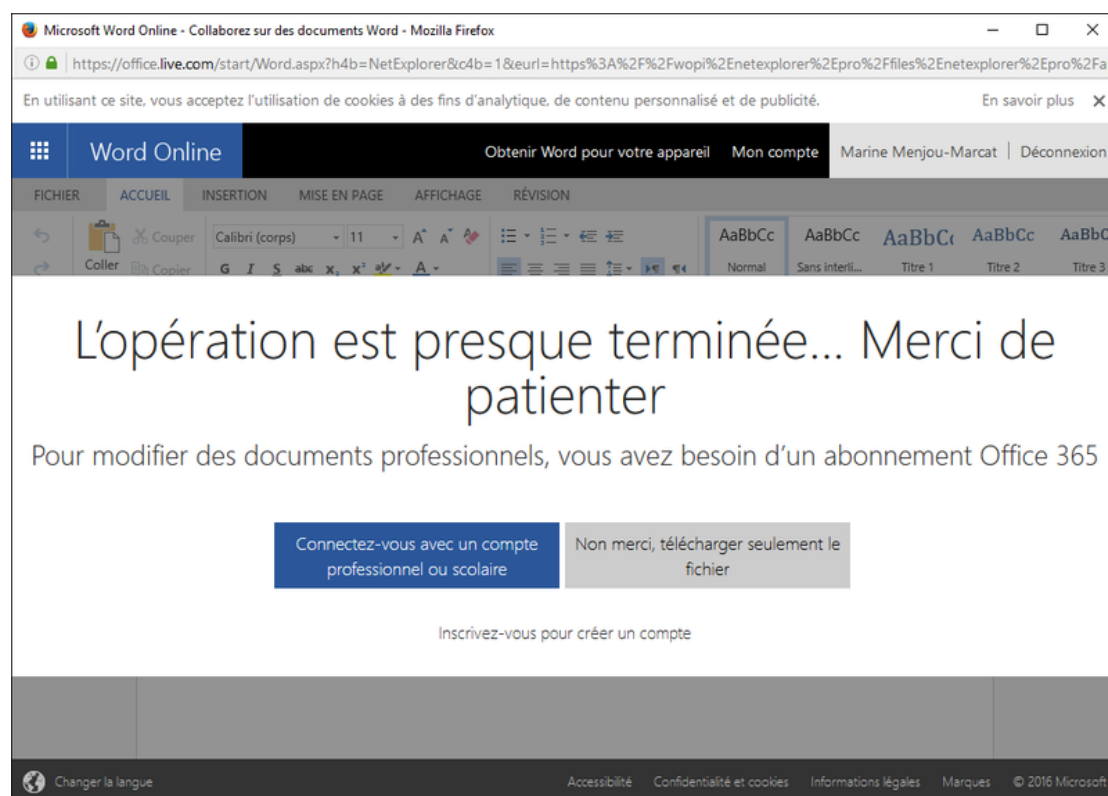 Microsoft Word Online - Collaborez sur des documents Word - Mozilla Firefox
https://office.live.com/start/Word.aspx?h4b=NetExplorer&c4b=1&eurl=https%3A%2F%2Fwopi%2Enetexplorer%2Epro%2Ffiles%2Enetexplorer%2Epro%2Fa
En utilisant ce site, vous acceptez l'utilisation de cookies à des fins d'analytique, de contenu personnalisé et de publicité. En savoir plus
Word Online Obtenir Word pour votre appareil Mon compte Marine Menjou-Marcat | Déconnexion
FICHIER ACCUEIL INSERTION MISE EN PAGE AFFICHAGE RÉVISION
Couper Calibri (corps) 11 AaBbCc AaBbCc AaBbCc AaBbCc AaBbC
Coller Copier G I S abc x₂ x² A Normal Sans interli... Titre 1 Titre 2 Titre 3
L'opération est presque terminée... Merci de
patienter
Pour modifier des documents professionnels, vous avez besoin d'un abonnement Office 365
Connectez-vous avec un compte
professionnel ou scolaire
Non merci, télécharger seulement le
fichier
Inscrivez-vous pour créer un compte
Changer la langue Accessibilité Confidentialité et cookies Informations légales Marques © 2016 Microsoft